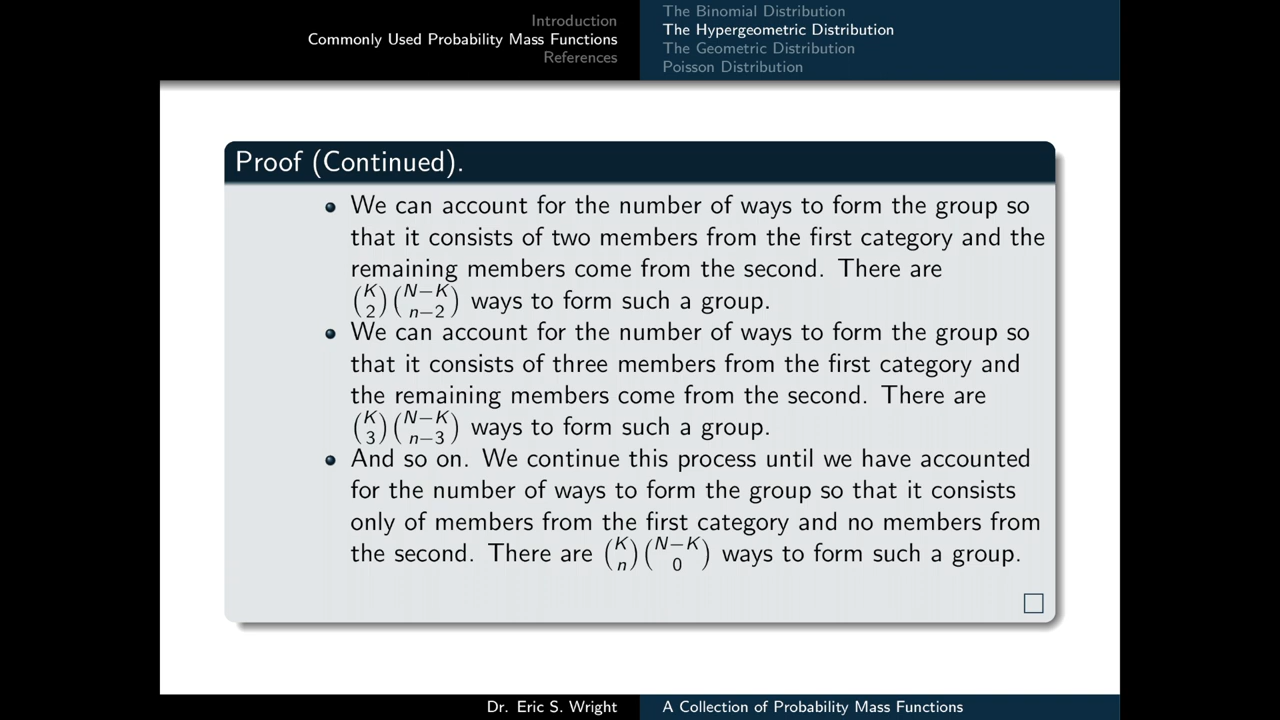 Introduction
Commonly Used Probability Mass Functions
References
The Binomial Distribution
The Hypergeometric Distribution
The Geometric Distribution
Poisson Distribution
Proof (Continued).
• We can account for the number of ways to form the group so
that it consists of two members from the first category and the
remaining members come from the second. There are
\binom{K}{2}\binom{N-K}{n-2} ways to form such a group.
• We can account for the number of ways to form the group so
that it consists of three members from the first category and
the remaining members come from the second. There are
\binom{K}{3}\binom{N-K}{n-3} ways to form such a group.
• And so on. We continue this process until we have accounted
for the number of ways to form the group so that it consists
only of members from the first category and no members from
the second. There are \binom{K}{n}\binom{N-K}{0} ways to form such a group.
□
Dr. Eric S. Wright
A Collection of Probability Mass Functions